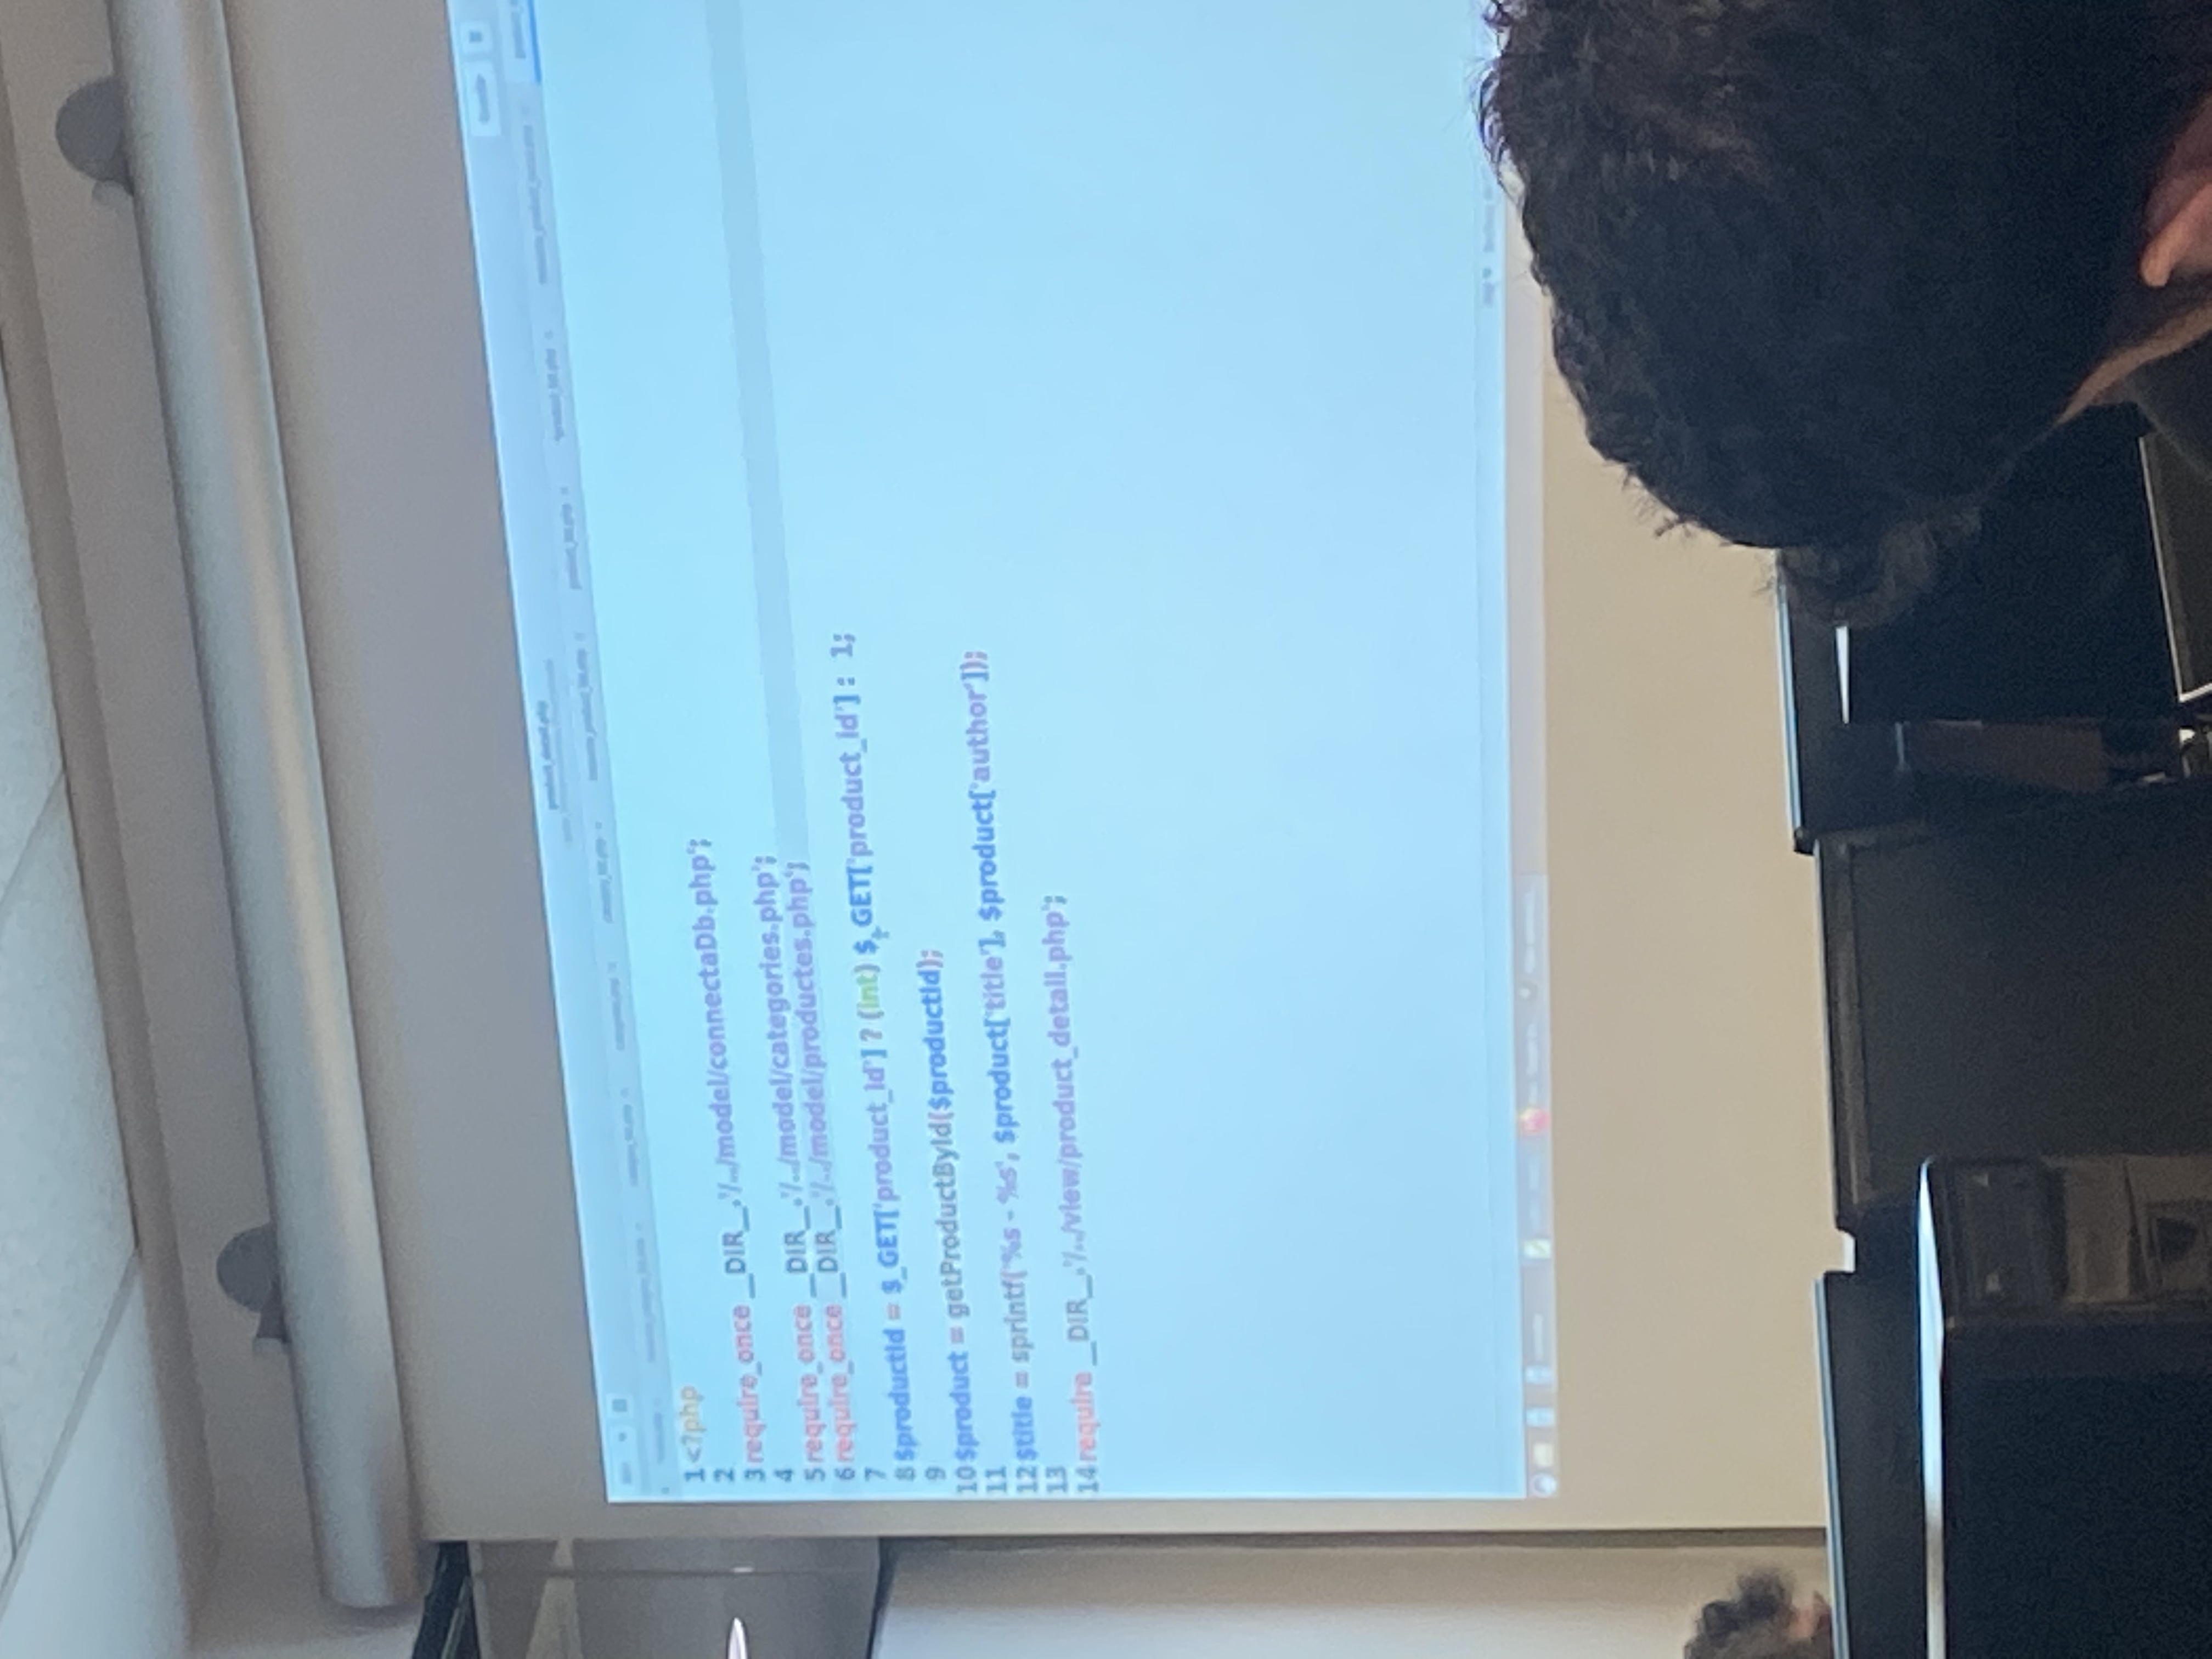 product_detail.php
1 <?php
2
3 require_once __DIR__.'/../model/connectaDb.php';
4
5 require_once __DIR__.'/../model/categories.php';
6 require_once __DIR__.'/../model/productes.php';
7
8 $productId = $_GET['product_id'] ? (int) $_GET['product_id'] : 1;
9
10 $product = getProductById($productId);
11
12 $title = sprintf('%s - %s', $product['title'], $product['author']);
13
14 require __DIR__.'/../view/product_detail.php';